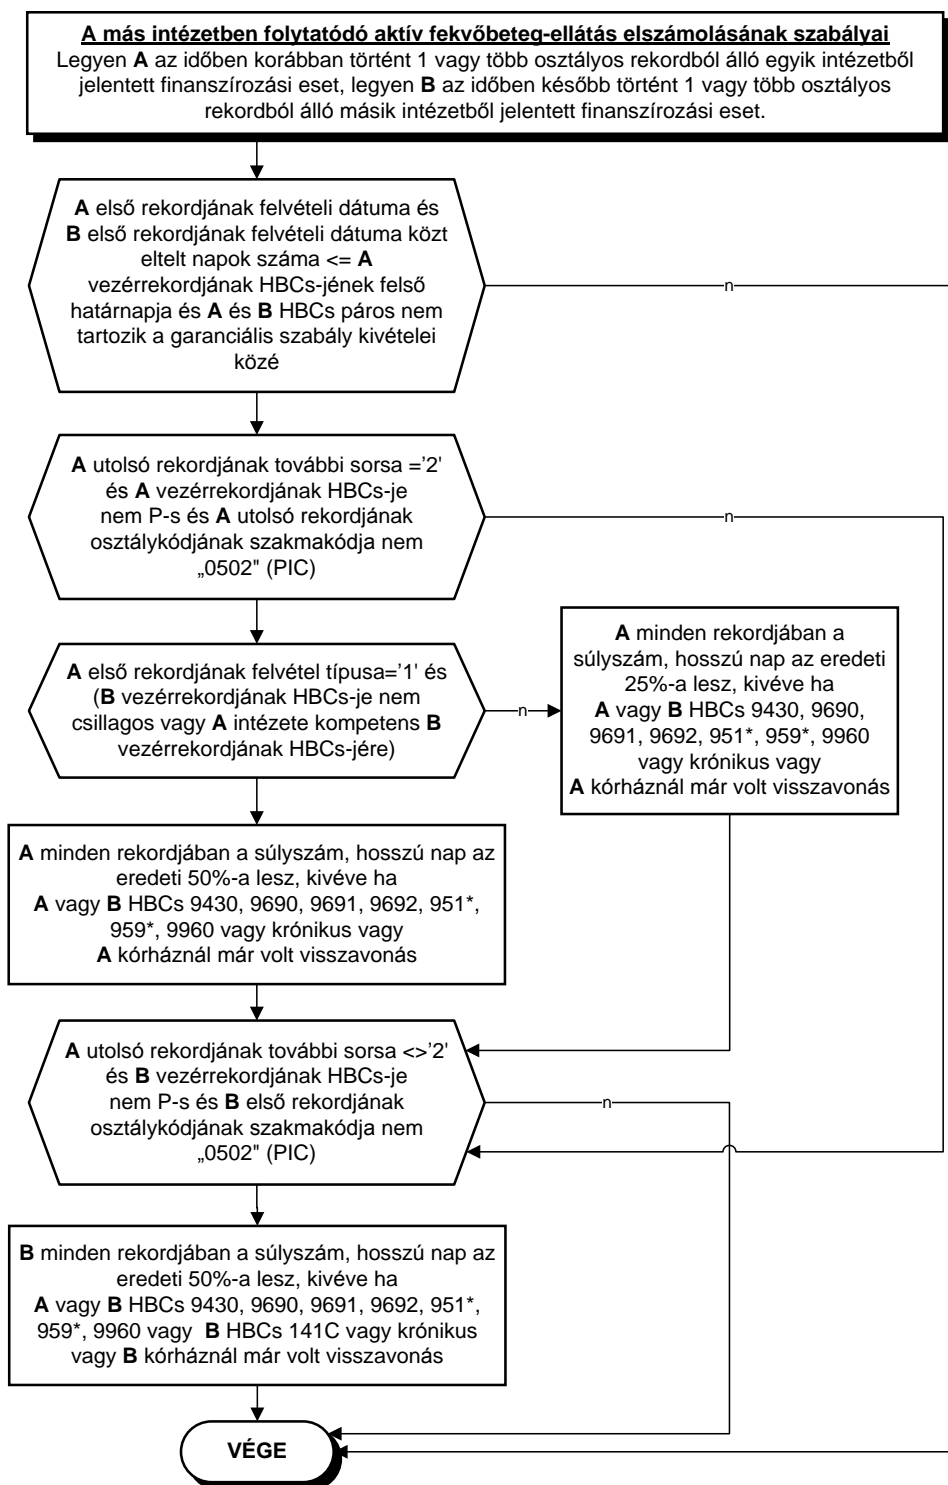 A más intézetben folytatódó aktív fekvőbeteg-ellátás elszámolásának szabályai
Legyen A az időben korábban történt 1 vagy több osztályos rekordból álló egyik intézetből
jelentett finanszírozási eset, legyen B az időben később történt 1 vagy több osztályos
rekordból álló másik intézetből jelentett finanszírozási eset.
A első rekordjának felvételi dátuma és
B első rekordjának felvételi dátuma közt
eltelt napok száma <= A
vezérrekordjának HBCs-jének felső
határnapja és A és B HBCs páros nem
tartozik a garanciális szabály kivételei
közé
n
A utolsó rekordjának további sorsa ='2'
és A vezérrekordjának HBCs-je
nem P-s és A utolsó rekordjának
osztálykódjának szakmakódja nem
„0502" (PIC)
n
A első rekordjának felvétel típusa='1' és
(B vezérrekordjának HBCs-je nem
csillagos vagy A intézete kompetens B
vezérrekordjának HBCs-jére)
n
A minden rekordjában a
súlyszám, hosszú nap az eredeti
25%-a lesz, kivéve ha
A vagy B HBCs 9430, 9690,
9691, 9692, 951*, 959*, 9960
vagy krónikus vagy
A kórháznál már volt visszavonás
A minden rekordjában a súlyszám, hosszú nap az
eredeti 50%-a lesz, kivéve ha
A vagy B HBCs 9430, 9690, 9691, 9692, 951*,
959*, 9960 vagy krónikus vagy
A kórháznál már volt visszavonás
A utolsó rekordjának további sorsa <>'2'
és B vezérrekordjának HBCs-je
nem P-s és B első rekordjának
osztálykódjának szakmakódja nem
„0502" (PIC)
n
B minden rekordjában a súlyszám, hosszú nap az
eredeti 50%-a lesz, kivéve ha
A vagy B HBCs 9430, 9690, 9691, 9692, 951*,
959*, 9960 vagy B HBCs 141C vagy krónikus
vagy B kórháznál már volt visszavonás
VÉGE